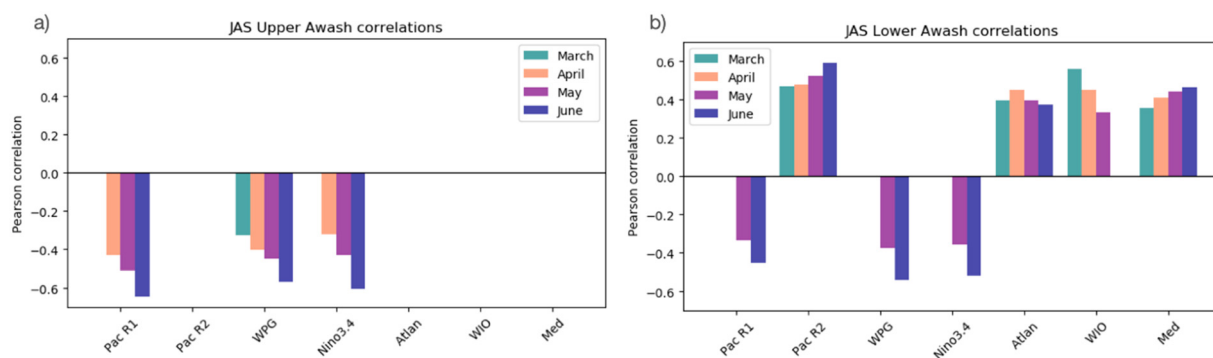 a)
JAS Upper Awash correlations
Pearson correlation
0.6
0.4
0.2
0.0
−0.2
−0.4
−0.6
March
April
May
June
Pac R1
Pac R2
WPG
Nino3.4
Atlan
WIO
Med
b)
JAS Lower Awash correlations
Pearson correlation
0.6
0.4
0.2
0.0
−0.2
−0.4
−0.6
March
April
May
June
Pac R1
Pac R2
WPG
Nino3.4
Atlan
WIO
Med